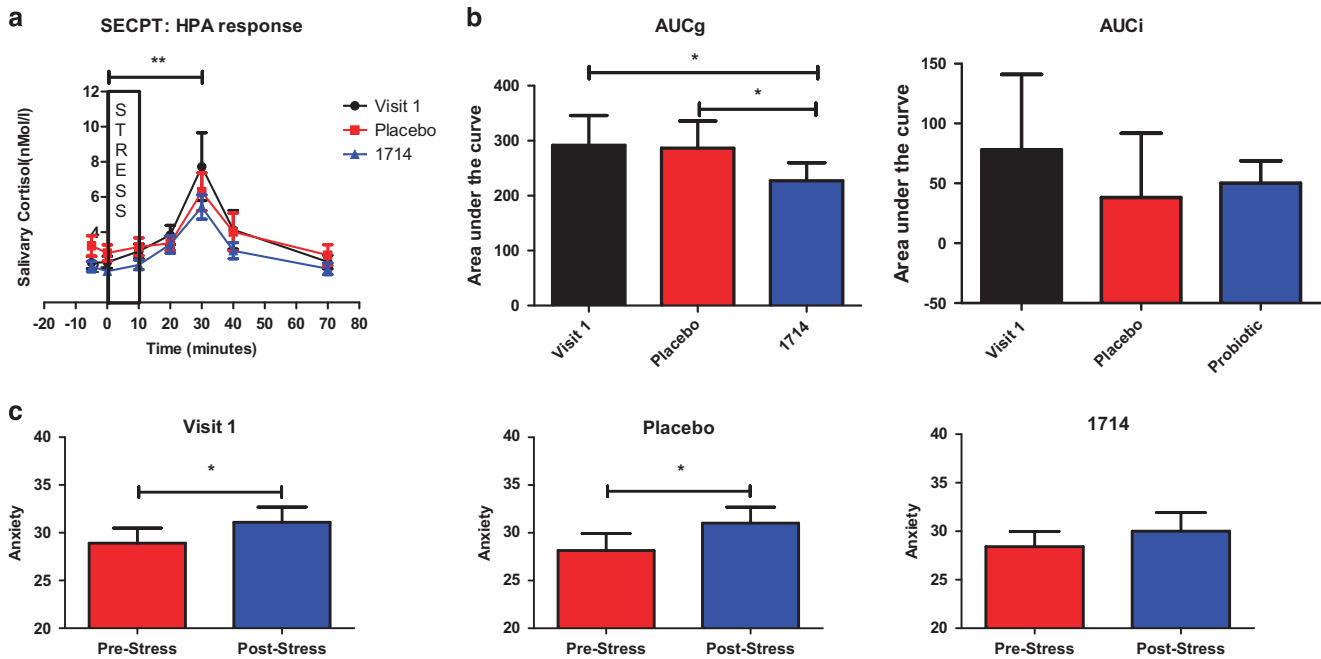 a
SECPT: HPA response
**
12
10
8
6
4
STRESS
Salivary Cortisol(nMol/l)
Visit 1
Placebo
1714
-20 -10 0 10 20 30 40 50 60 70 80
Time (minutes)
b
AUCg
*
*
400
300
200
100
0
Area under the curve
Visit 1 Placebo 1714
AUCi
150
100
50
0
-50
Area under the curve
Visit 1 Placebo Probiotic
c
Visit 1
*
40
35
30
25
20
Anxiety
Pre-Stress Post-Stress
Placebo
*
40
35
30
25
20
Anxiety
Pre-Stress Post-Stress
1714
40
35
30
25
20
Anxiety
Pre-Stress Post-Stress